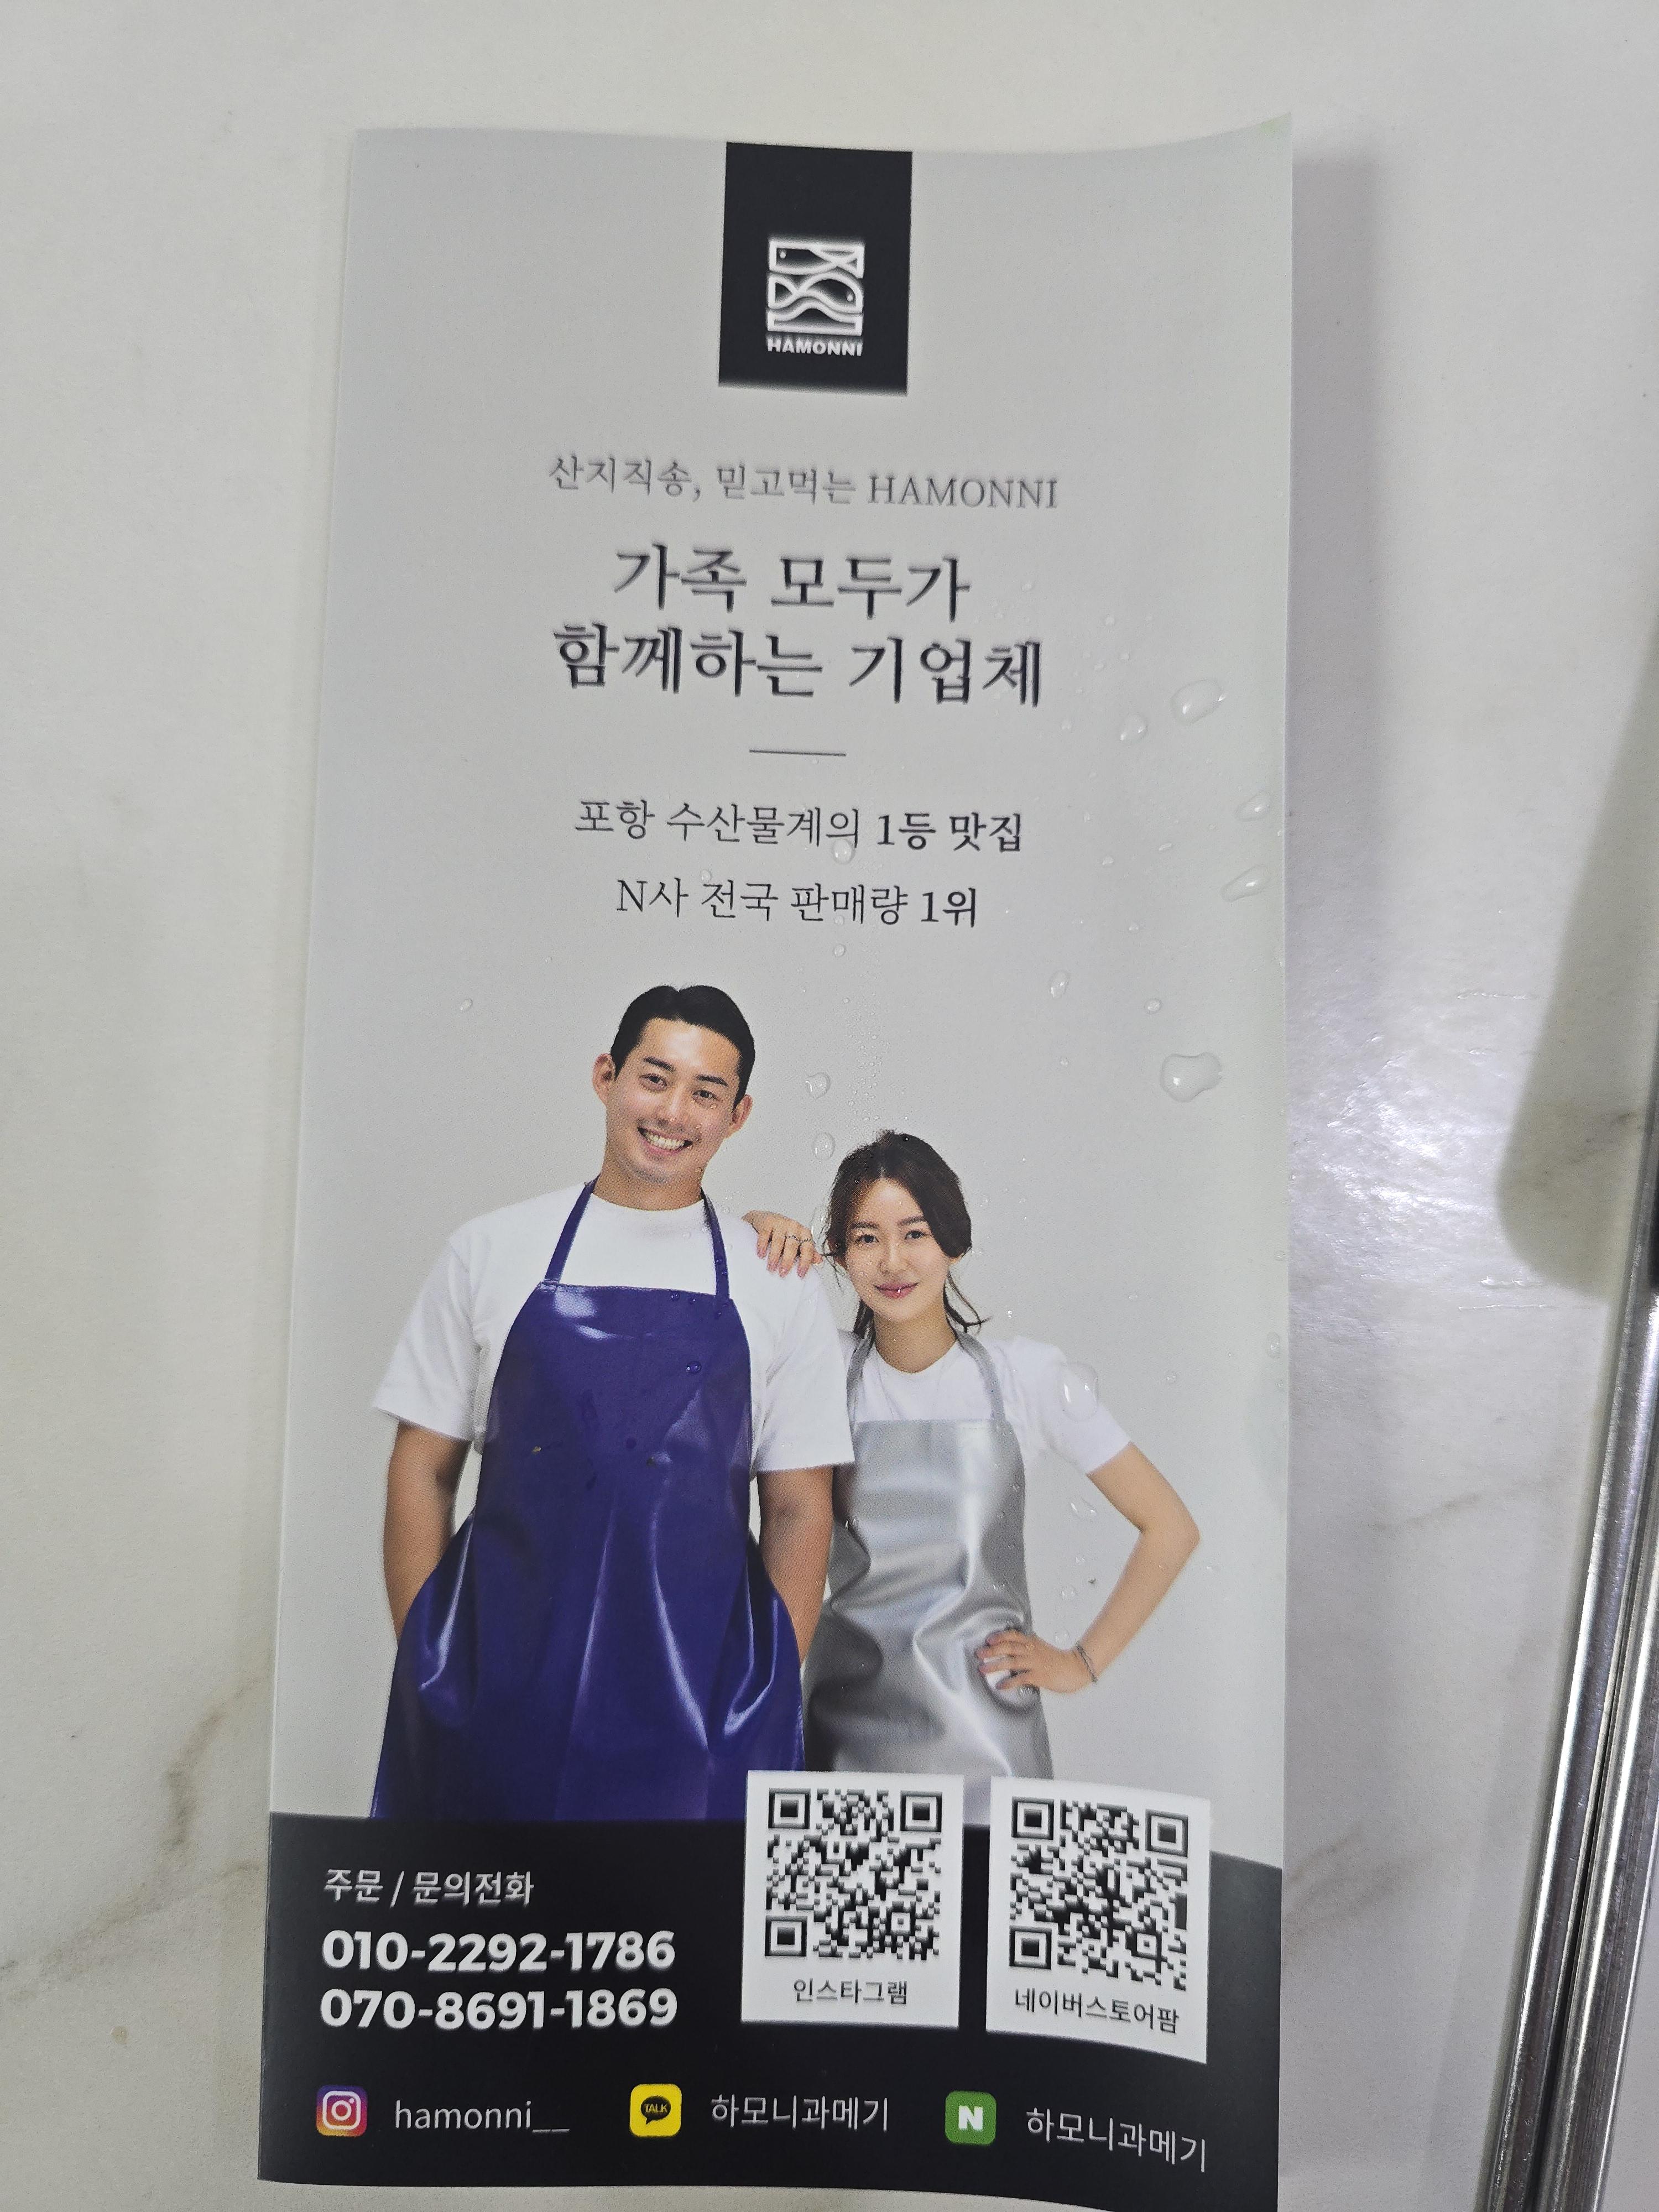 HAMONNI
산지직송, 믿고먹는 HAMONNI
가족 모두가
함께하는 기업체
포항 수산물계의 1등 맛집
N사 전국 판매량 1위
주문 / 문의전화
010-2292-1786
070-8691-1869
인스타그램
네이버스토어팜
hamonni__
TALK
하모니과메기
N
하모니과메기